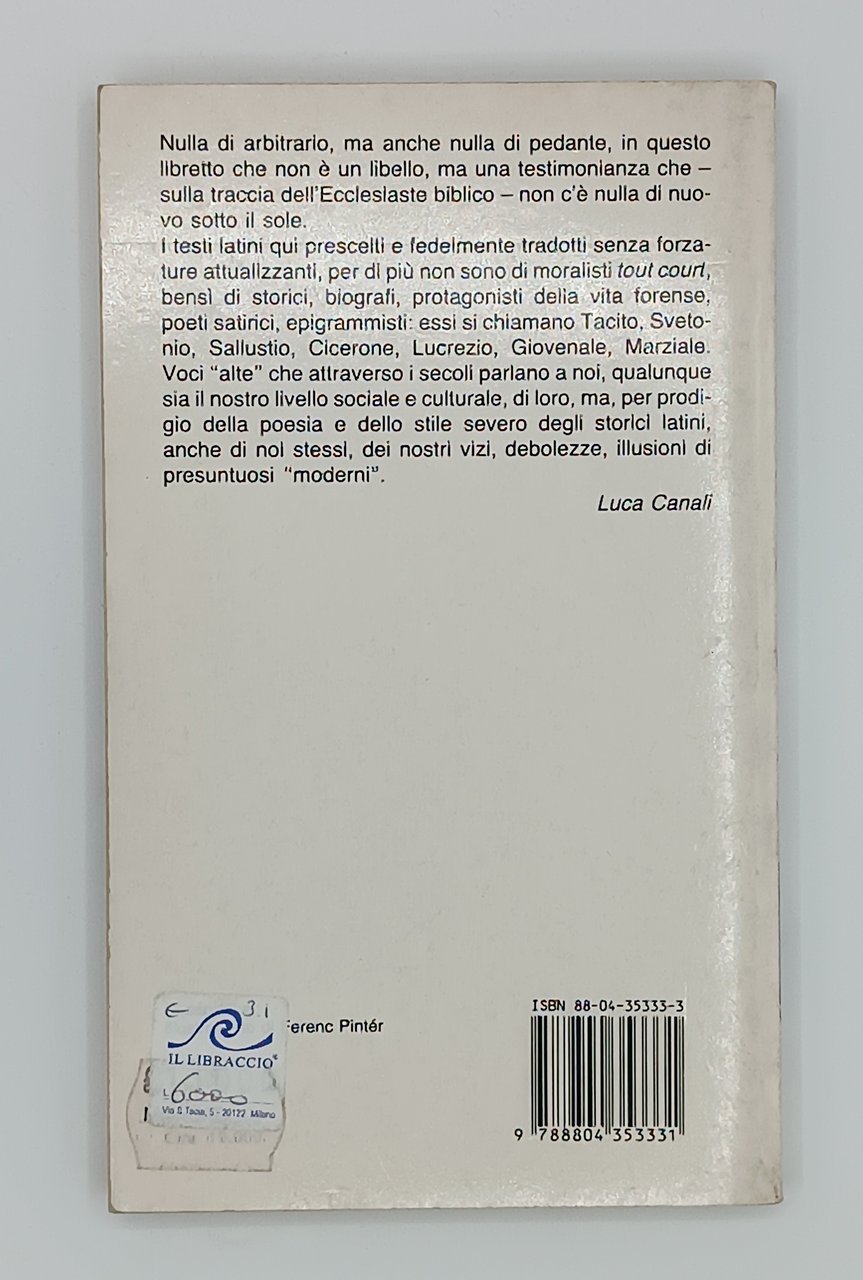 Nulla di arbitrario, ma anche nulla di pedante, in questo
libretto che non è un libello, ma una testimonianza che –
sulla traccia dell'Ecclesiaste biblico – non c'è nulla di nuo-
vo sotto il sole.
I testi latini qui prescelti e fedelmente tradotti senza forza-
ture attualizzanti, per di più non sono di moralisti tout court,
bensì di storici, biografi, protagonisti della vita forense,
poeti satirici, epigrammisti: essi si chiamano Tacito, Sveto-
nio, Sallustio, Cicerone, Lucrezio, Giovenale, Marziale.
Voci "alte" che attraverso i secoli parlano a noi, qualunque
sia il nostro livello sociale e culturale, di loro, ma, per prodi-
gio della poesia e dello stile severo degli storici latini,
anche di noi stessi, dei nostri vizi, debolezze, illusioni di
presuntuosi "moderni".
Luca Canali
€ 3.1
IL LIBRACCIO
L. 6000
5 - 20122 Milano
Ferenc Pintér
ISBN 88-04-35333-3
9 788804 353331